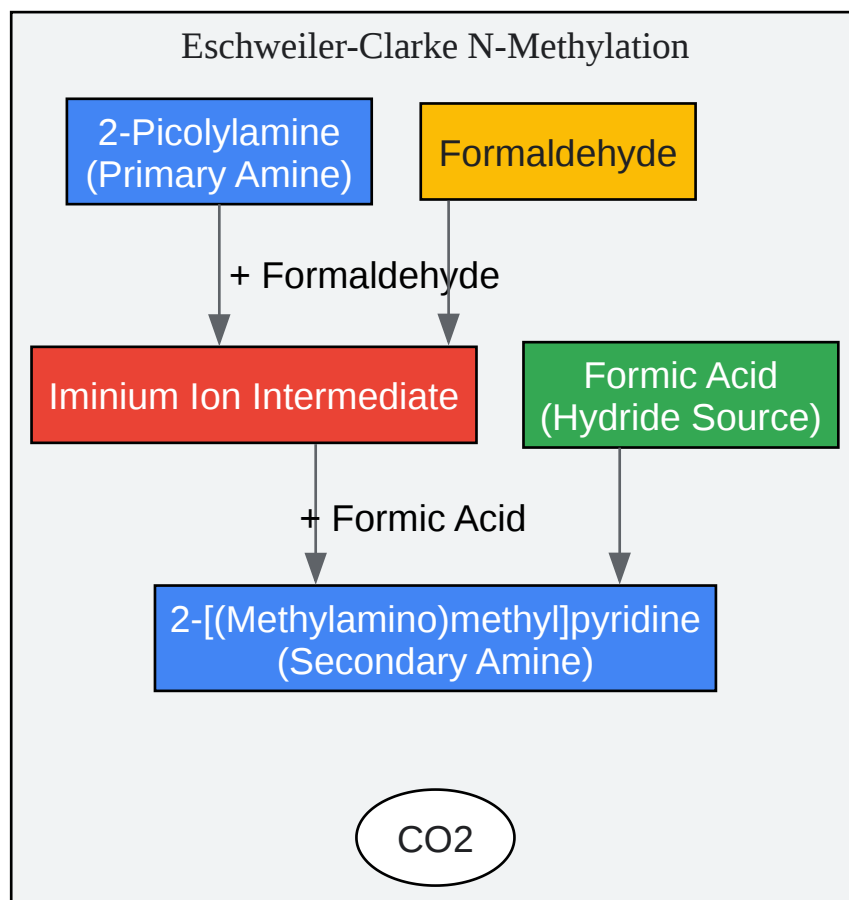 Eschweiler-Clarke N-Methylation
2-Picolylamine
(Primary Amine)
Formaldehyde
+ Formaldehyde
Iminium Ion Intermediate
Formic Acid
(Hydride Source)
+ Formic Acid
2-[(Methylamino)methyl]pyridine
(Secondary Amine)
CO2